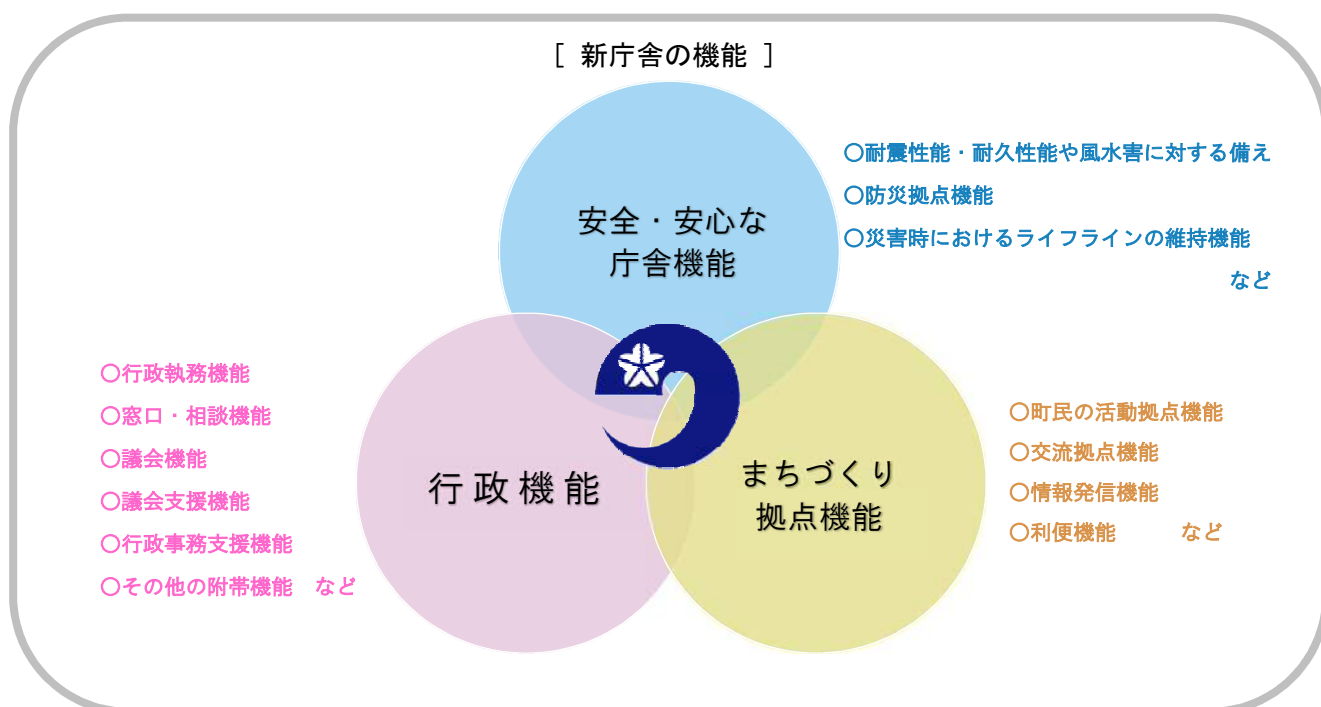 [ 新庁舎の機能 ]
安全・安心な
庁舎機能
○耐震性能・耐久性能や風水害に対する備え
○防災拠点機能
○災害時におけるライフラインの維持機能
など
行政機能
○行政執務機能
○窓口・相談機能
○議会機能
○議会支援機能
○行政事務支援機能
○その他の附帯機能　など
まちづくり
拠点機能
○町民の活動拠点機能
○交流拠点機能
○情報発信機能
○利便機能　　　など